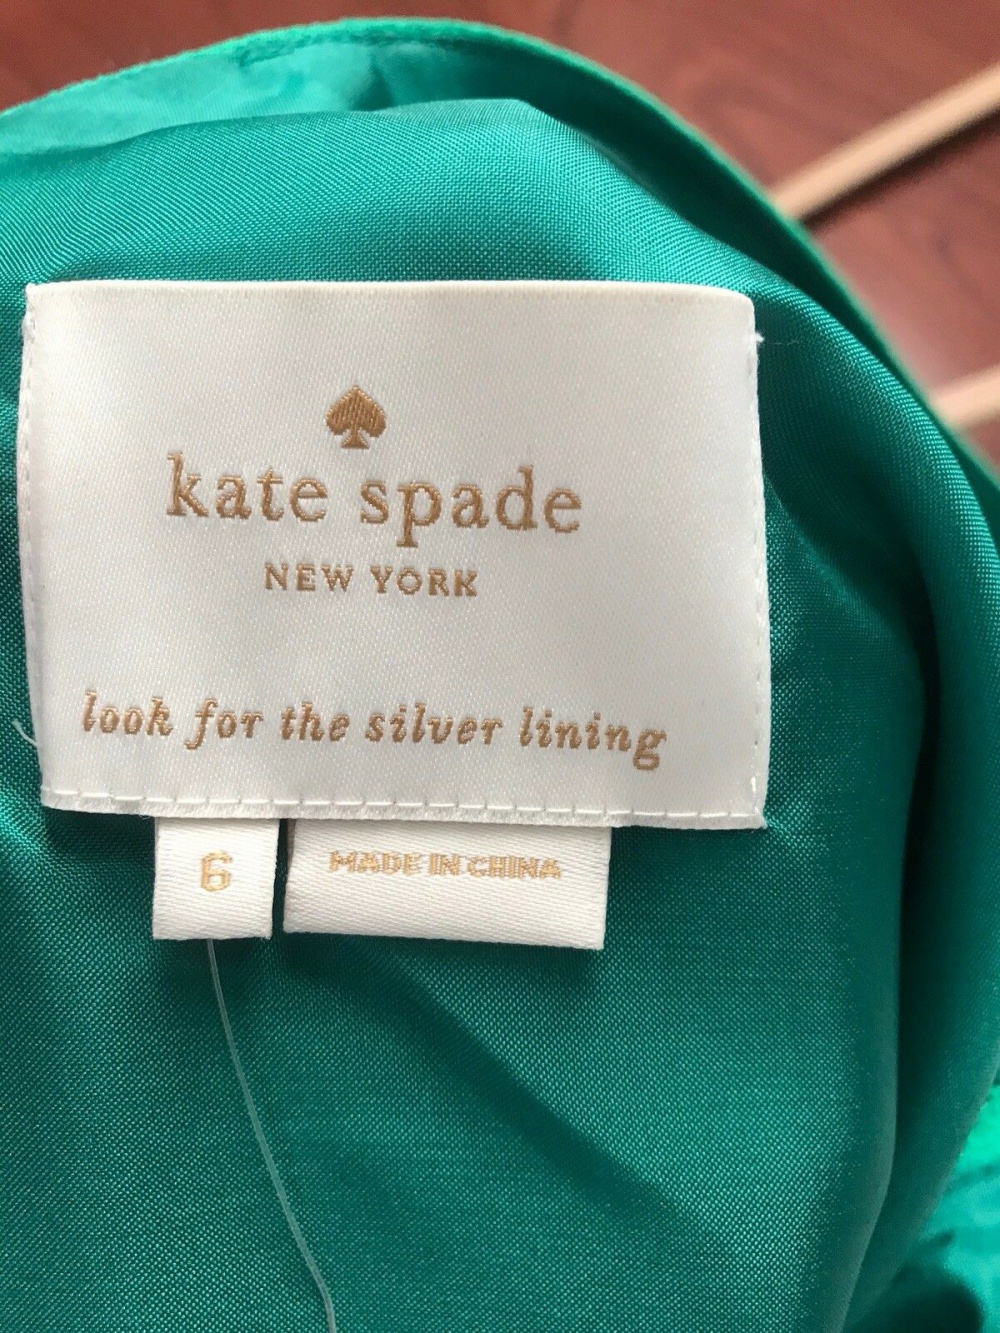 kate spade
NEW YORK
look for the silver lining
6
MADE IN CHINA